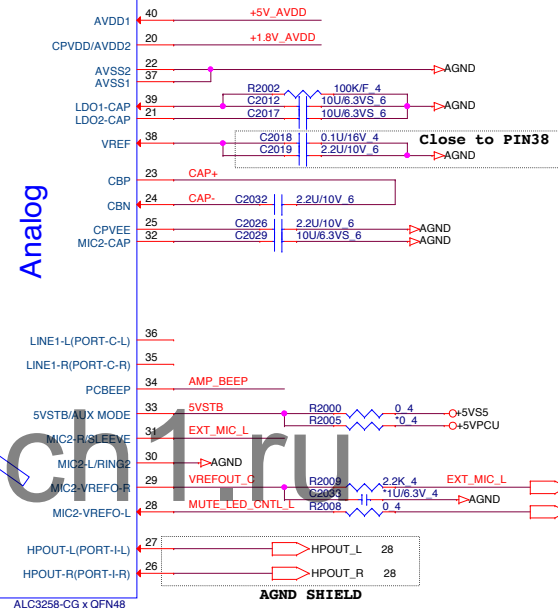 AVDD1 40 +5V_AVDD
CPVDD/AVDD2 20 +1.8V_AVDD
AVSS2 22 AGND
AVSS1 37
R2002 100K/F_4
LDO1-CAP 39 C2012 10U/6.3VS_6 AGND
LDO2-CAP 21 C2017 10U/6.3VS_6
VREF 38 C2018 0.1U/16V_4 Close to PIN38
C2019 2.2U/10V_6 AGND
CBP 23 CAP+
CBN 24 CAP- C2032 2.2U/10V_6
CPVEE 25 C2026 2.2U/10V_6 AGND
MIC2-CAP 32 C2029 10U/6.3VS_6 AGND
Analog
LINE1-L(PORT-C-L) 36
LINE1-R(PORT-C-R) 35
PCBEEP 34 AMP_BEEP
5VSTB/AUX MODE 33 5VSTB R2000 0_4 +5VS5
R2005 *0_4 +5VPCU
MIC2-R/SLEEVE 31 EXT_MIC_L
MIC2-L/RING2 30 AGND
MIC2-VREFO-R 29 VREFOUT_C R2009 2.2K_4 EXT_MIC_L
C2033 *1U/6.3V_4 AGND
MIC2-VREFO-L 28 MUTE_LED_CNTL_L R2008 0_4
HPOUT-L(PORT-I-L) 27 HPOUT_L 28
HPOUT-R(PORT-I-R) 26 HPOUT_R 28
AGND SHIELD
ALC3258-CG x QFN48
ch1.ru